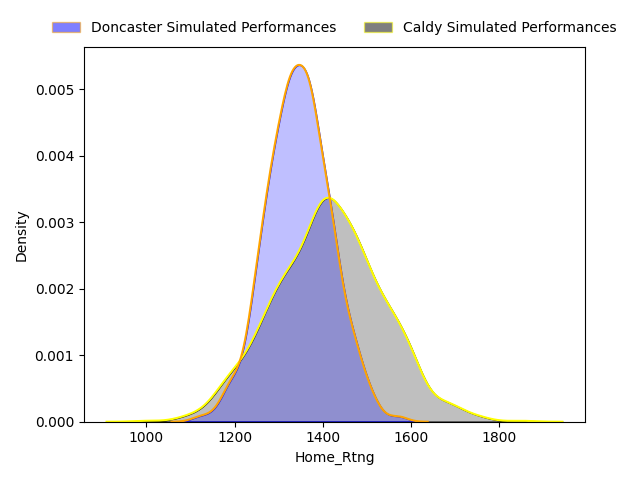 Doncaster Simulated Performances
Caldy Simulated Performances
Density
0.005
0.004
0.003
0.002
0.001
0.000
1000 1200 1400 1600 1800
Home_Rtng